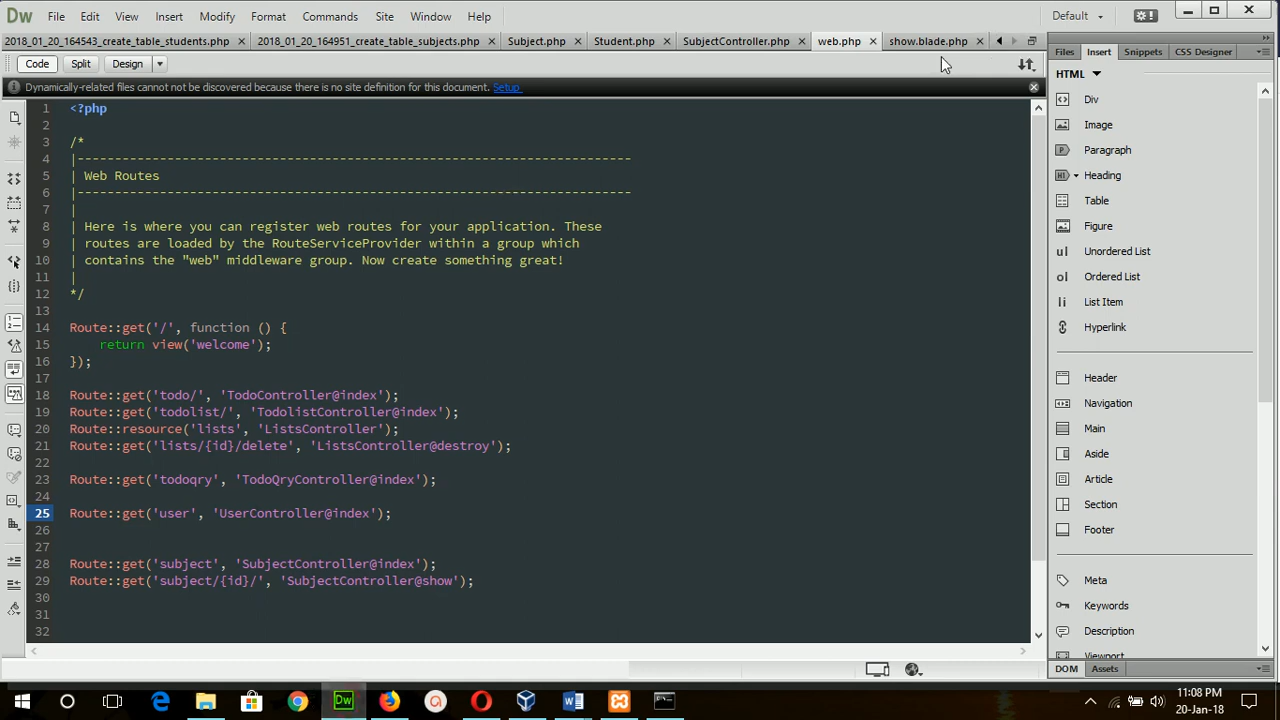 Dw File Edit View Insert Modify Format Commands Site Window Help Default
2018_01_20_164543_create_table_students.php 2018_01_20_164951_create_table_subjects.php Subject.php Student.php SubjectController.php web.php show.blade.php
Code Split Design
Dynamically-related files cannot be discovered because there is no site definition for this document. Setup
1 <?php
2
3 /*
4 |--------------------------------------------------------------------------
5 | Web Routes
6 |--------------------------------------------------------------------------
7 |
8 | Here is where you can register web routes for your application. These
9 | routes are loaded by the RouteServiceProvider within a group which
10 | contains the "web" middleware group. Now create something great!
11 |
12 */
13
14 Route::get('/', function () {
15 return view('welcome');
16 });
17
18 Route::get('todo/', 'TodoController@index');
19 Route::get('todolist/', 'TodolistController@index');
20 Route::resource('lists', 'ListsController');
21 Route::get('lists/{id}/delete', 'ListsController@destroy');
22
23 Route::get('todoqry', 'TodoQryController@index');
24
25 Route::get('user', 'UserController@index');
26
27
28 Route::get('subject', 'SubjectController@index');
29 Route::get('subject/{id}/', 'SubjectController@show');
30
31
32
Files Insert Snippets CSS Designer
HTML
Div
Image
Paragraph
H1 Heading
Table
Figure
ul Unordered List
ol Ordered List
li List Item
Hyperlink
Header
Navigation
Main
Aside
Article
Section
Footer
Meta
Keywords
Description
Viewport
DOM Assets
Dw
11:08 PM
20-Jan-18